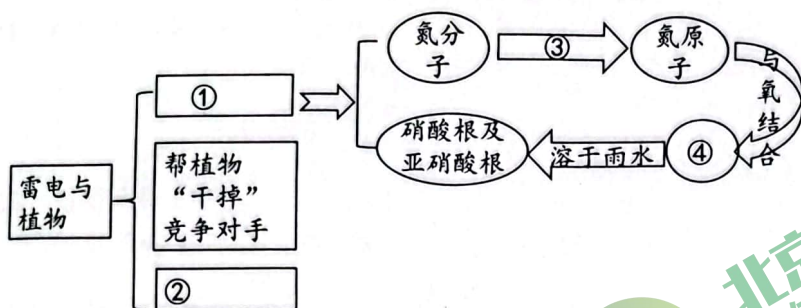 雷电与
植物
①
帮植物
“干掉”
竞争对手
②
氮分
子
③
氮原
子
与氧结合
④
溶于雨水
硝酸根及
亚硝酸根
北京